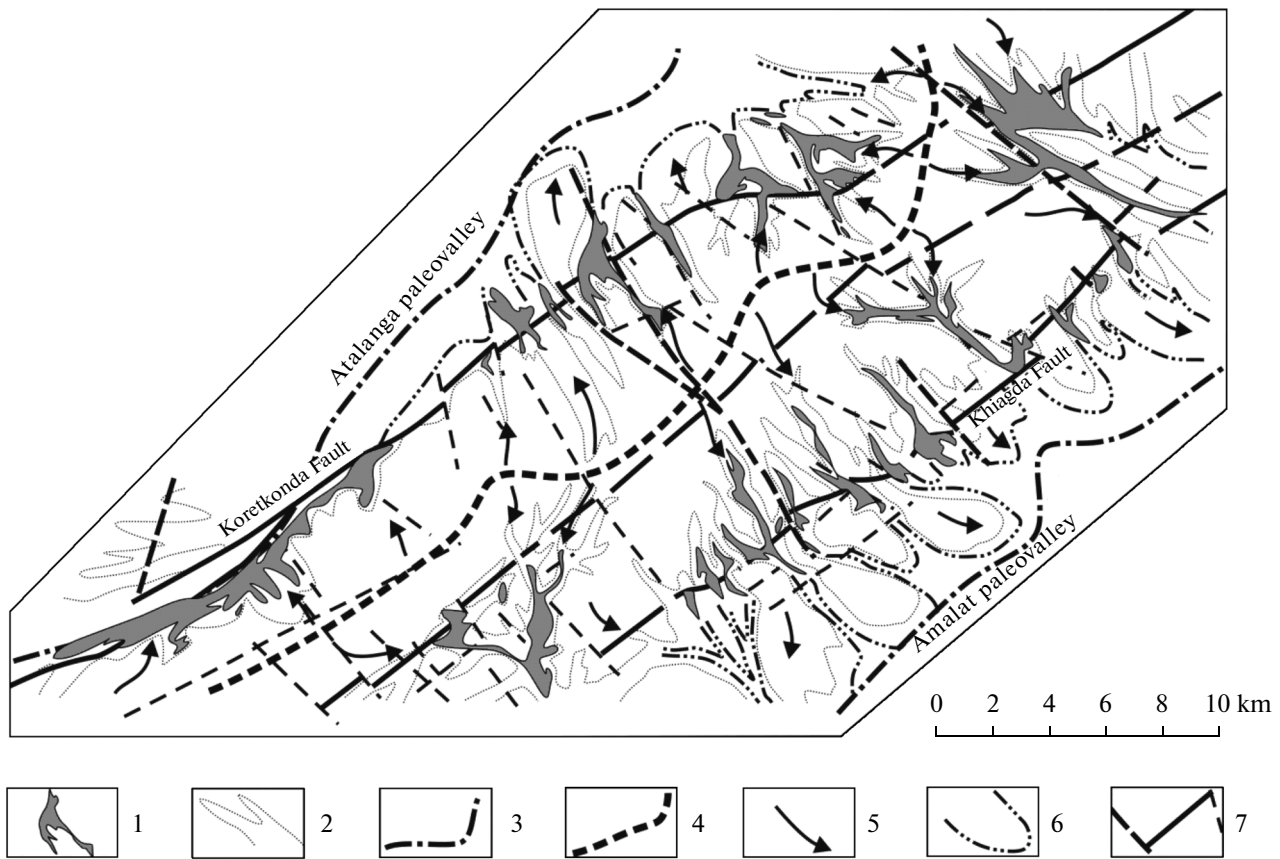 Atalanga paleovalley
Koretkonda Fault
Khiagda Fault
Amalat paleovalley
0 2 4 6 8 10 km
1 2 3 4 5 6 7